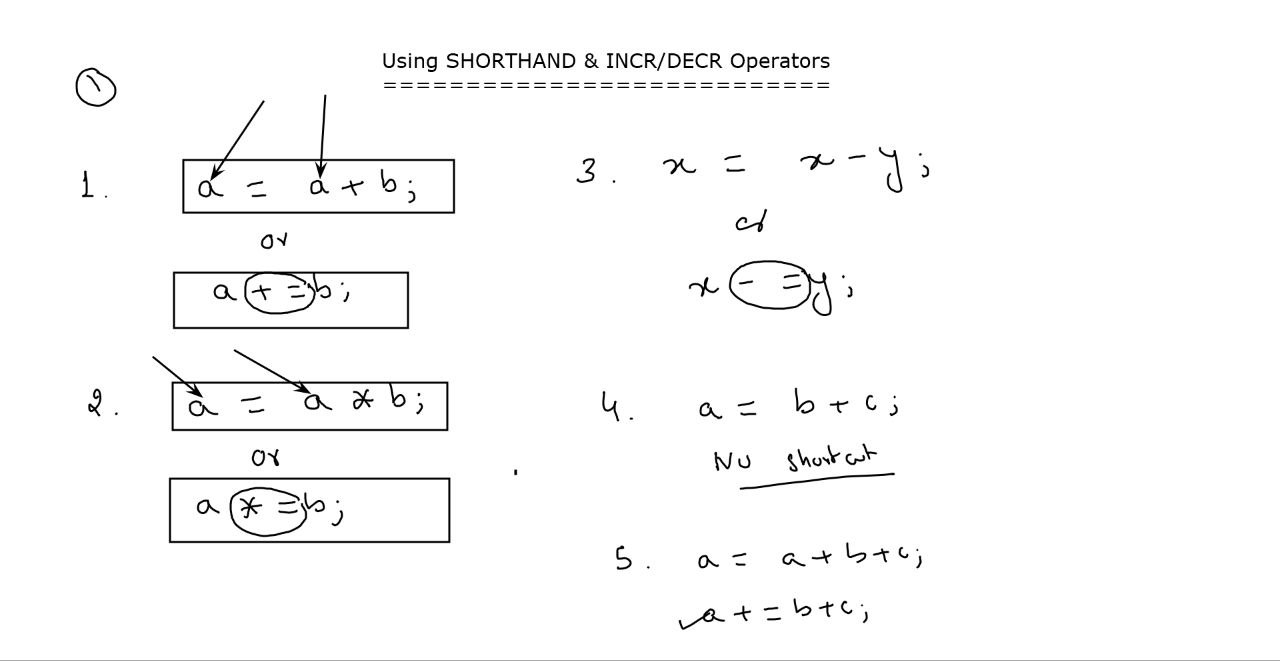 Using SHORTHAND & INCR/DECR Operators
===========================
1
1. a = a + b;
or
a += b;
2. a = a * b;
or
a *= b;
3. x = x - y;
or
x -= y;
4. a = b + c;
No shortcut
5. a = a + b + c;
a += b + c;